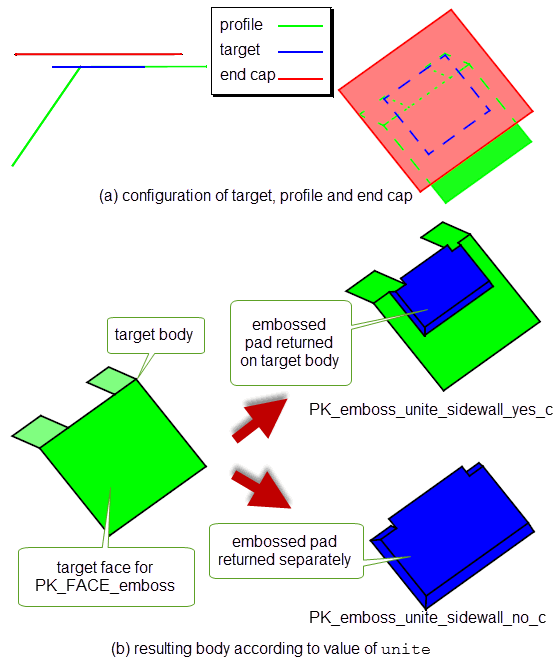 profile
target
end cap
(a) configuration of target, profile and end cap
target body
embossed
pad returned
on target body
PK_emboss_unite_sidewall_yes_c
target face for
PK_FACE_emboss
embossed pad
returned separately
PK_emboss_unite_sidewall_no_c
(b) resulting body according to value of unite